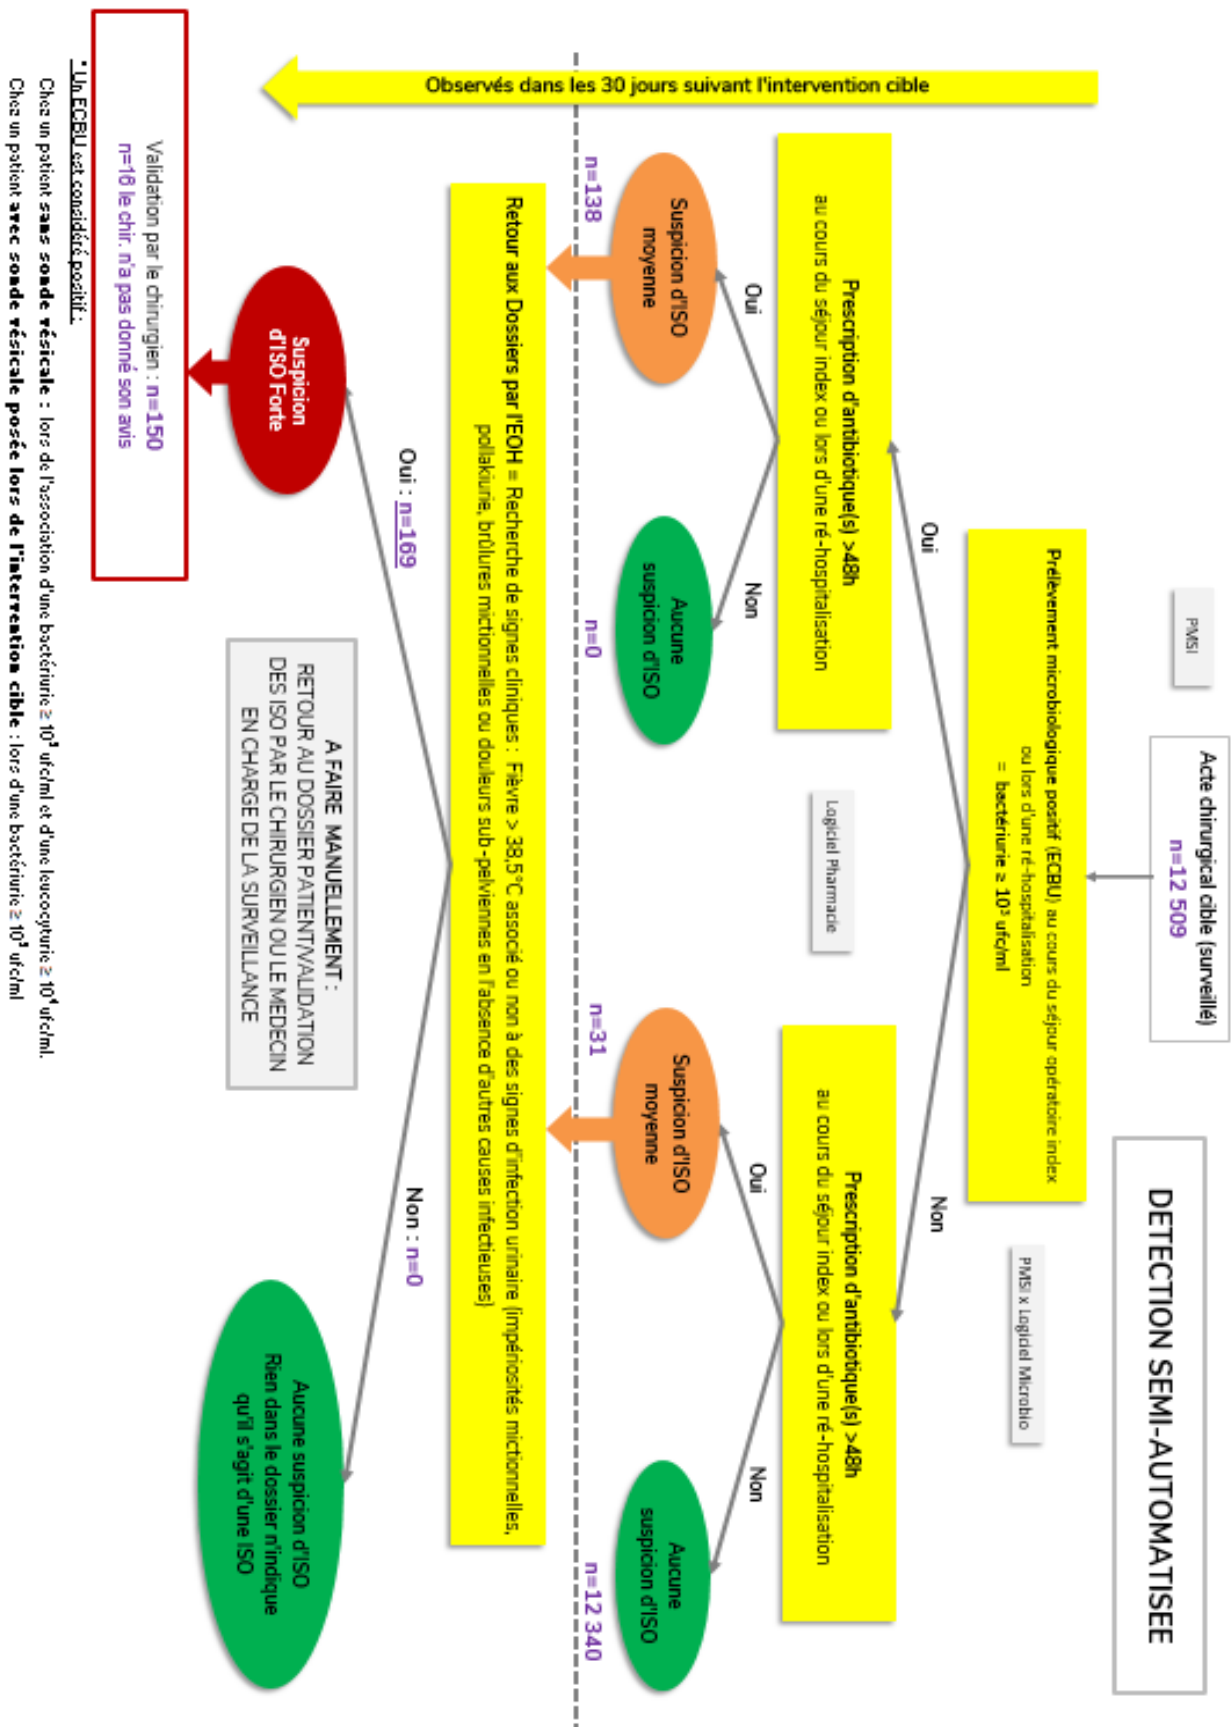 DETECTION SEMI-AUTOMATISEE
PMSI
Acte chirurgical cible (surveillé)
n=12 509
Prélèvement microbiologique positif (ECBU) au cours du séjour opératoire index
ou lors d'une ré-hospitalisation
= bactériurie ≥ 10³ ufc/ml
PMSI x Logiciel Microbio
Oui
Non
Prescription d'antibiotique(s) >48h
au cours du séjour index ou lors d'une ré-hospitalisation
Logiciel Pharmacie
Prescription d'antibiotique(s) >48h
au cours du séjour index ou lors d'une ré-hospitalisation
Oui
Non
Oui
Non
Suspicion d'ISO
moyenne
Aucune
suspicion d'ISO
Suspicion d'ISO
moyenne
Aucune
suspicion d'ISO
n=138
n=0
n=31
n=12 340
Observés dans les 30 jours suivant l'intervention cible
Retour aux Dossiers par l'EOH = Recherche de signes cliniques : Fièvre > 38,5°C associé ou non à des signes d'infection urinaire (impériosités mictionnelles,
pollakiurie, brûlures mictionnelles ou douleurs sub-pelviennes en l'absence d'autres causes infectieuses)
Oui : n=169
Non : n=0
Suspicion
d'ISO Forte
A FAIRE MANUELLEMENT :
RETOUR AU DOSSIER PATIENT/VALIDATION
DES ISO PAR LE CHIRURGIEN OU LE MEDECIN
EN CHARGE DE LA SURVEILLANCE
Aucune suspicion d'ISO
Rien dans le dossier n'indique
qu'il s'agit d'une ISO
Validation par le chirurgien : n=150
n=16 le chir. n'a pas donné son avis
*Un ECBU est considéré positif :
Chez un patient sans sonde vésicale : lors de l'association d'une bactériurie ≥ 10³ ufc/ml et d'une leucocyturie ≥ 10⁴ ufc/ml.
Chez un patient avec sonde vésicale posée lors de l'intervention cible : lors d'une bactériurie ≥ 10³ ufc/ml